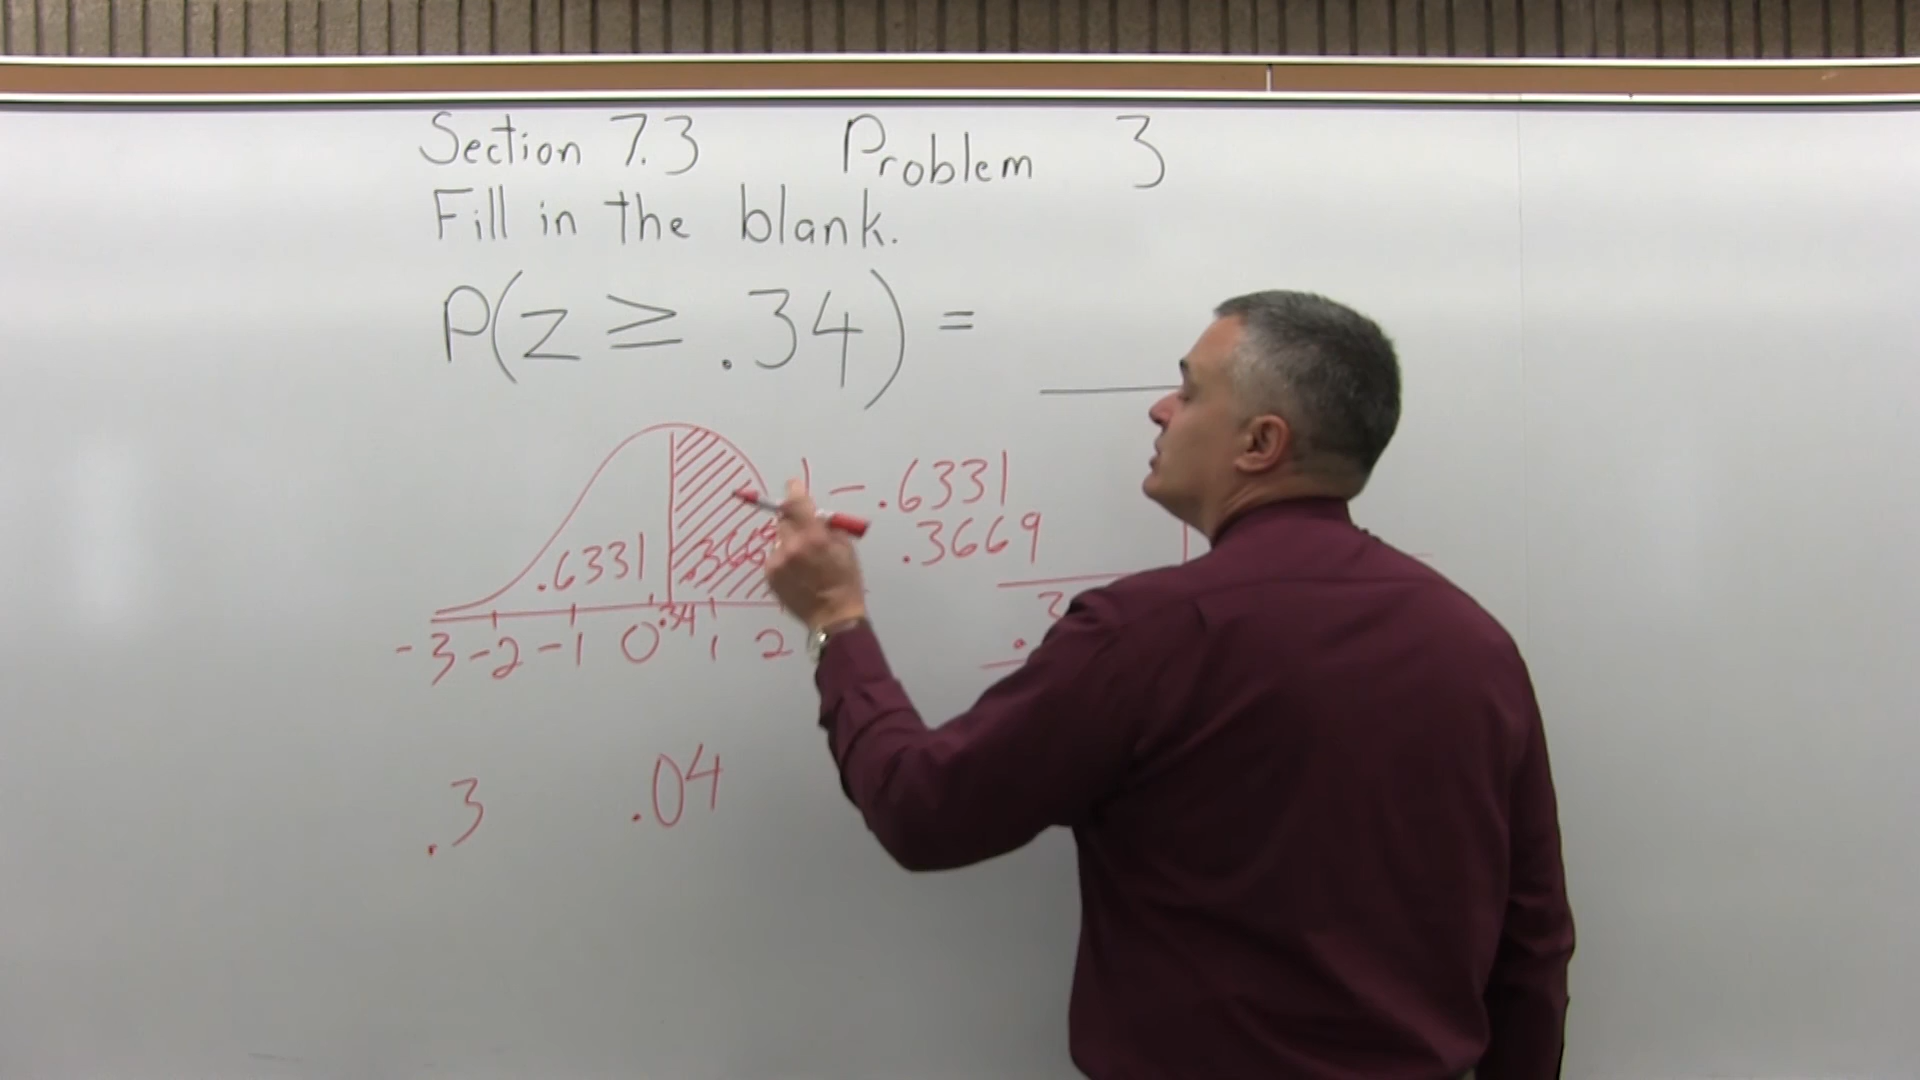 Section 7.3 Problem 3
Fill in the blank.
P(z ≥ .34) =
1 - .6331
.3669
.6331 .366
-3 -2 -1 0 .34 1 2
.3 .04